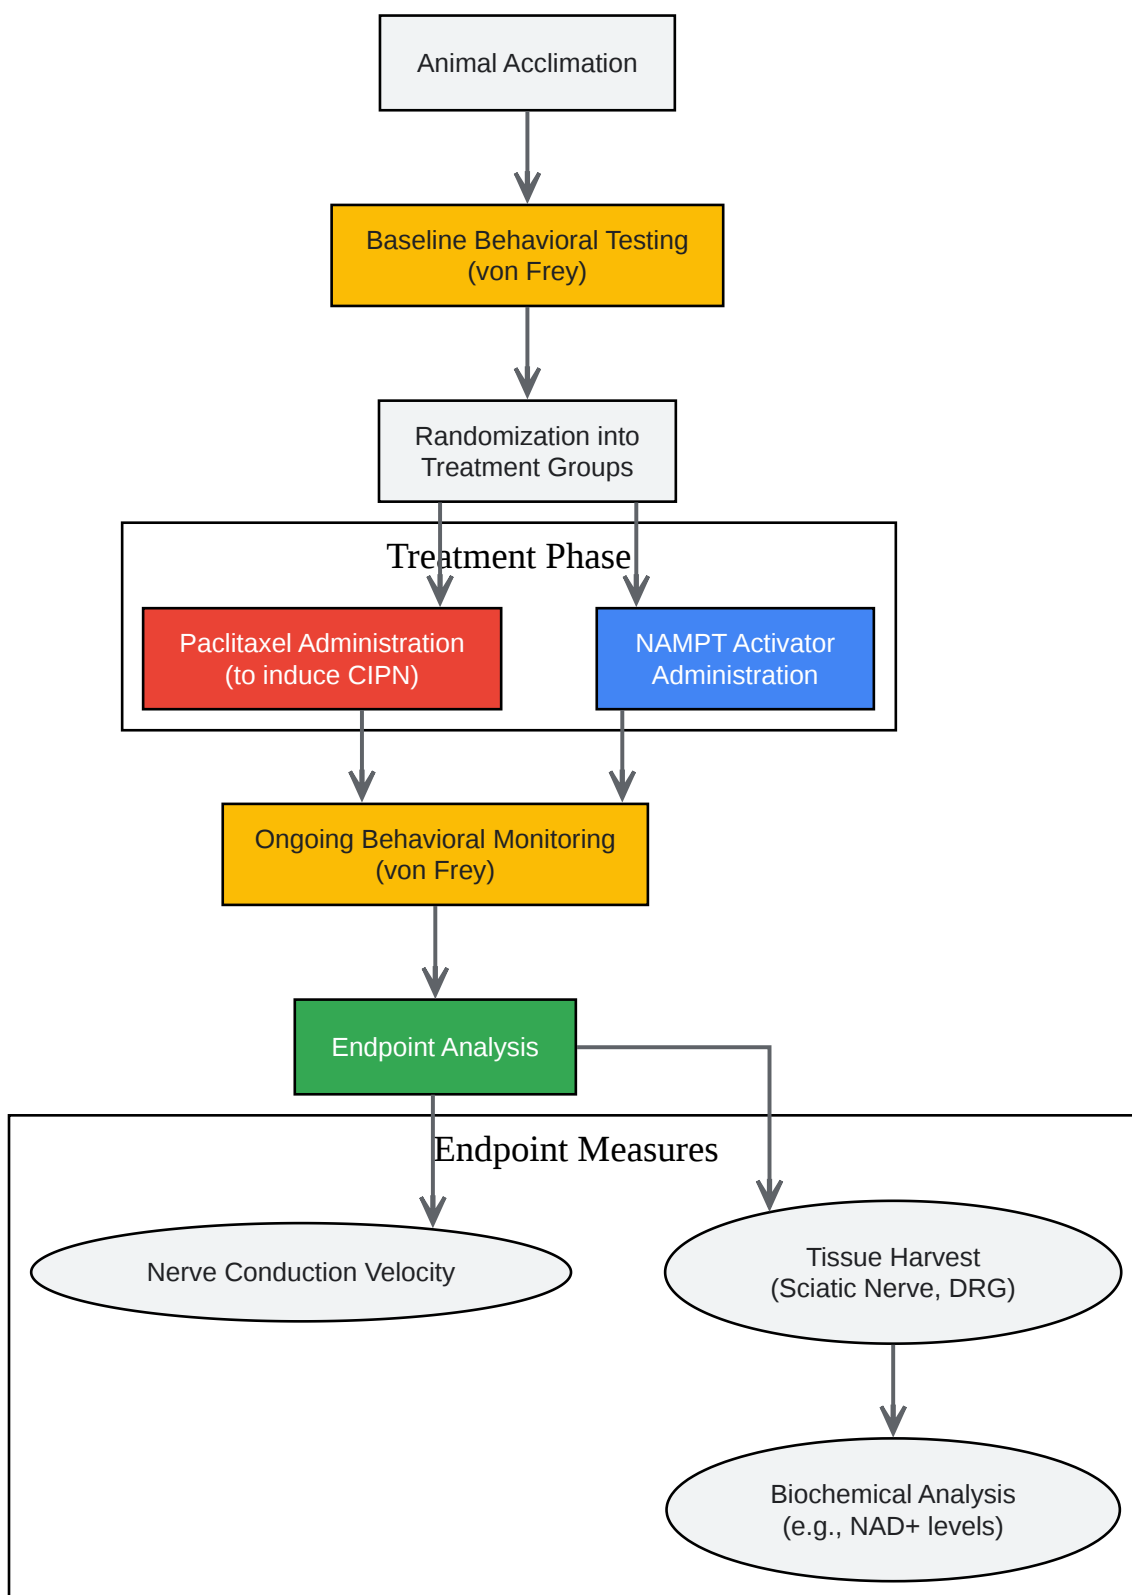 Animal Acclimation
Baseline Behavioral Testing
(von Frey)
Randomization into
Treatment Groups
Treatment Phase
Paclitaxel Administration
(to induce CIPN)
NAMPT Activator
Administration
Ongoing Behavioral Monitoring
(von Frey)
Endpoint Analysis
Endpoint Measures
Nerve Conduction Velocity
Tissue Harvest
(Sciatic Nerve, DRG)
Biochemical Analysis
(e.g., NAD+ levels)